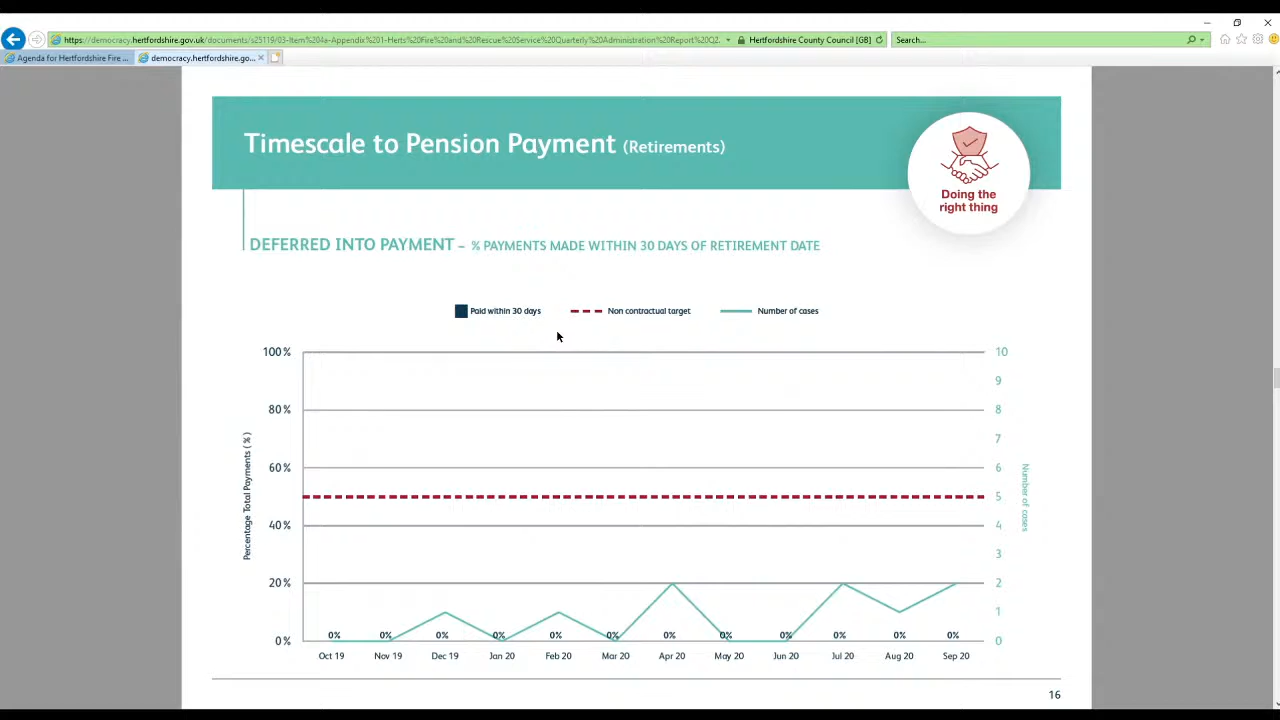 https://democracy.hertfordshire.gov.uk/documents/s25119/03-Item%204a-Appendix%201-Herts%20Fire%20and%20Rescue%20Service%20Quarterly%20Administration%20Report%20Q2.
Hertfordshire County Council [GB]
Search...
Agenda for Hertfordshire Fire ...
democracy.hertfordshire.go...
Timescale to Pension Payment (Retirements)
Doing the
right thing
DEFERRED INTO PAYMENT – % PAYMENTS MADE WITHIN 30 DAYS OF RETIREMENT DATE
Paid within 30 days
Non contractual target
Number of cases
100%
80%
60%
40%
20%
0%
Percentage Total Payments (%)
10
9
8
7
6
5
4
3
2
1
0
Number of cases
0% 0% 0% 0% 0% 0% 0% 0% 0% 0% 0% 0%
Oct 19 Nov 19 Dec 19 Jan 20 Feb 20 Mar 20 Apr 20 May 20 Jun 20 Jul 20 Aug 20 Sep 20
16